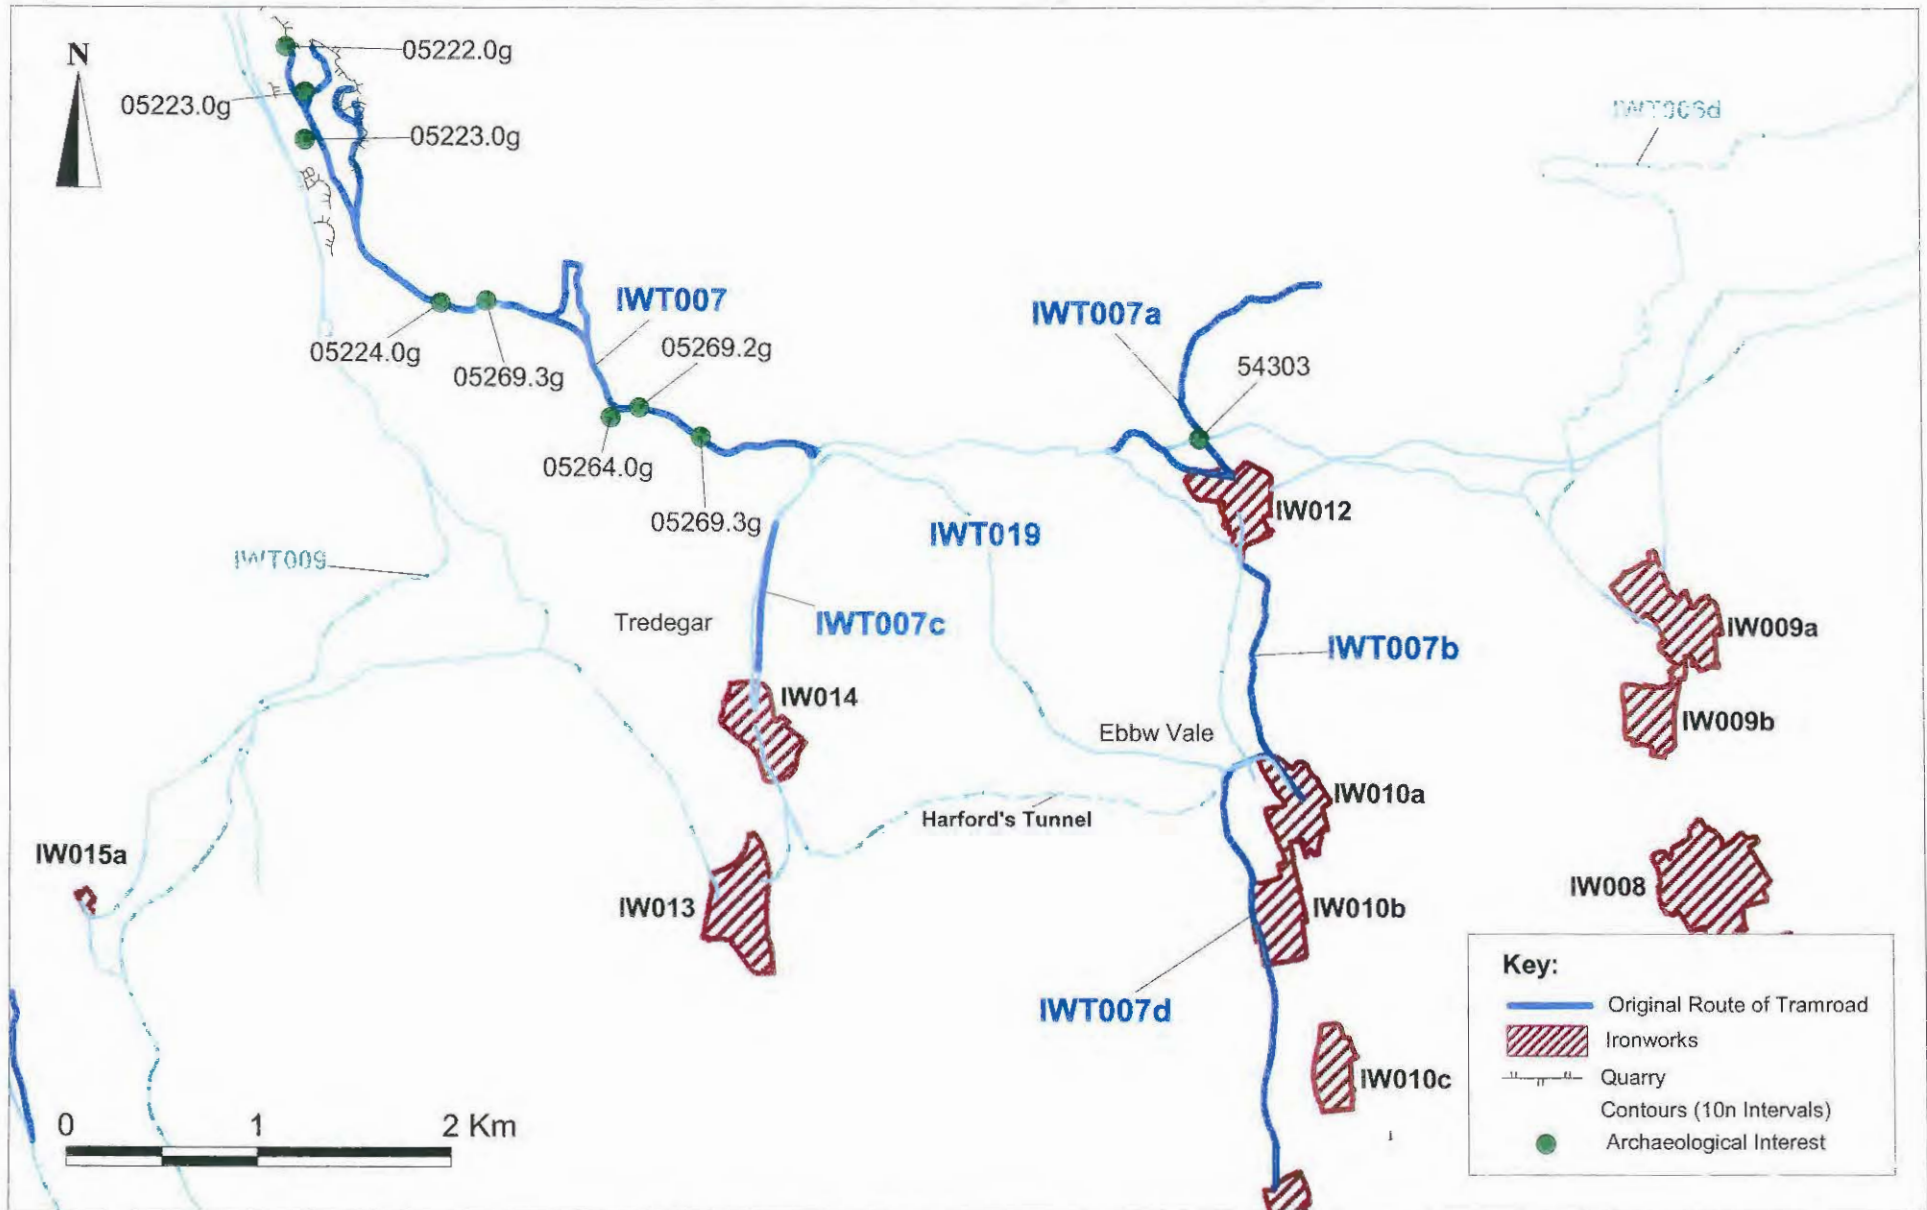 N
05222.0g
05223.0g
05223.0g
IWT006d
IWT007
IWT007a
05224.0g
05269.3g
05269.2g
54303
05264.0g
05269.3g
IW012
IWT019
IWT009
Tredegar
IWT007c
IWT007b
IW009a
IW014
IW009b
Ebbw Vale
IW010a
Harford's Tunnel
IW015a
IW008
IW013
IW010b
IWT007d
IW010c
0 1 2 Km
Key:
Original Route of Tramroad
Ironworks
Quarry
Contours (10n Intervals)
Archaeological Interest